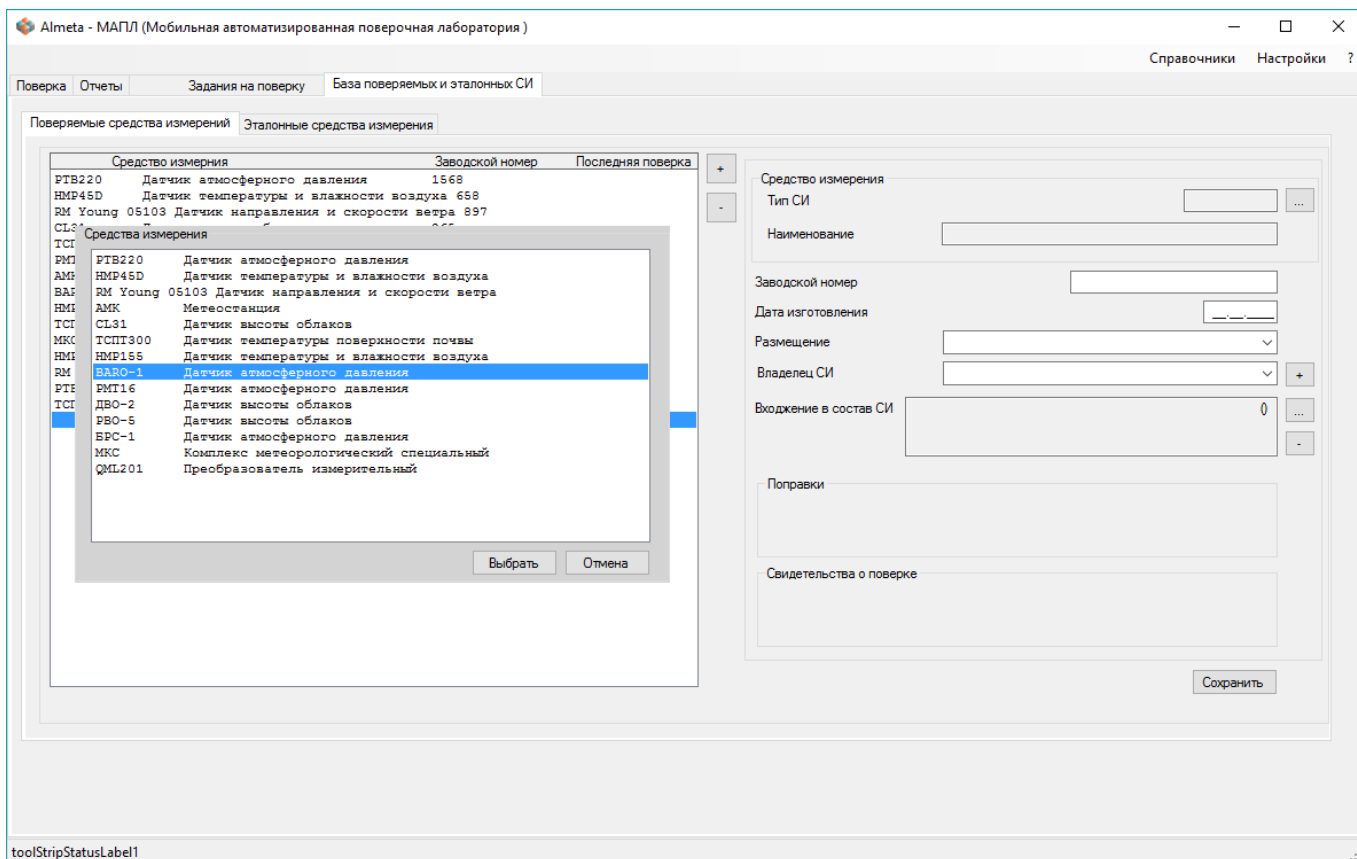 Almeta - МАПЛ (Мобильная автоматизированная поверочная лаборатория )
Справочники Настройки ?
Поверка Отчеты Задания на поверку База поверяемых и эталонных СИ
Поверяемые средства измерений Эталонные средства измерения
Средство измерния Заводской номер Последняя поверка
PTB220 Датчик атмосферного давления 1568
HMP45D Датчик температуры и влажности воздуха 658
RM Young 05103 Датчик направления и скорости ветра 897
Средства измерения
PTB220 Датчик атмосферного давления
HMP45D Датчик температуры и влажности воздуха
RM Young 05103 Датчик направления и скорости ветра
АМК Метеостанция
CL31 Датчик высоты облаков
ТСПТ300 Датчик температуры поверхности почвы
HMP155 Датчик температуры и влажности воздуха
BARO-1 Датчик атмосферного давления
PMT16 Датчик атмосферного давления
ДВО-2 Датчик высоты облаков
РВО-5 Датчик высоты облаков
БРС-1 Датчик атмосферного давления
МКС Комплекс метеорологический специальный
QML201 Преобразователь измерительный
Выбрать Отмена
+
-
Средство измерения
Тип СИ ...
Наименование
Заводской номер
Дата изготовления __.__.____
Размещение
Владелец СИ +
Входжение в состав СИ 0 ...
-
Поправки
Свидетельства о поверке
Сохранить
toolStripStatusLabel1